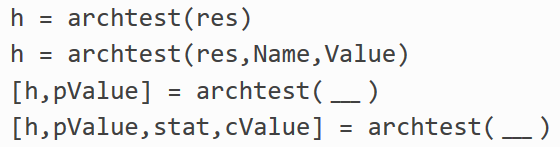 h = archtest(res)
h = archtest(res,Name,Value)
[h,pValue] = archtest(__)
[h,pValue,stat,cValue] = archtest(__)